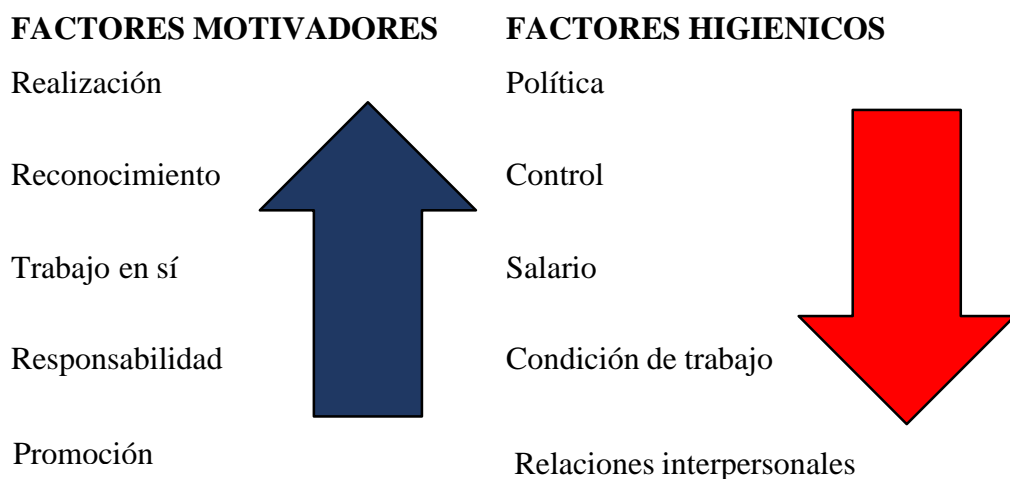 FACTORES MOTIVADORES
Realización
Reconocimiento
Trabajo en sí
Responsabilidad
Promoción
FACTORES HIGIENICOS
Política
Control
Salario
Condición de trabajo
Relaciones interpersonales